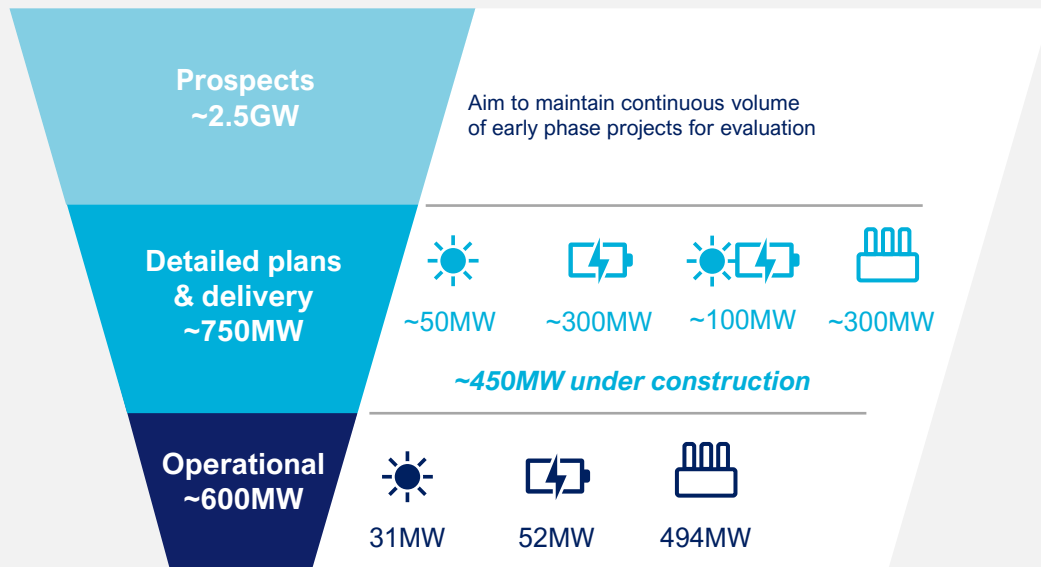 Prospects
~2.5GW
Aim to maintain continuous volume
of early phase projects for evaluation
Detailed plans
& delivery
~750MW
~50MW
~300MW
~100MW
~300MW
~450MW under construction
Operational
~600MW
31MW
52MW
494MW